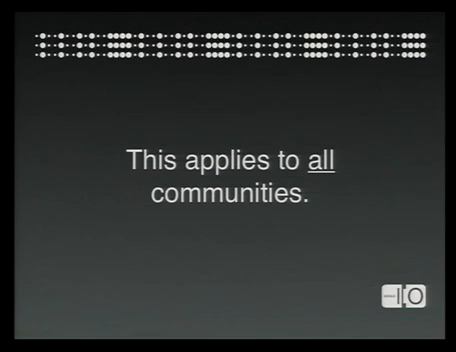 This applies to all
communities.
I/O